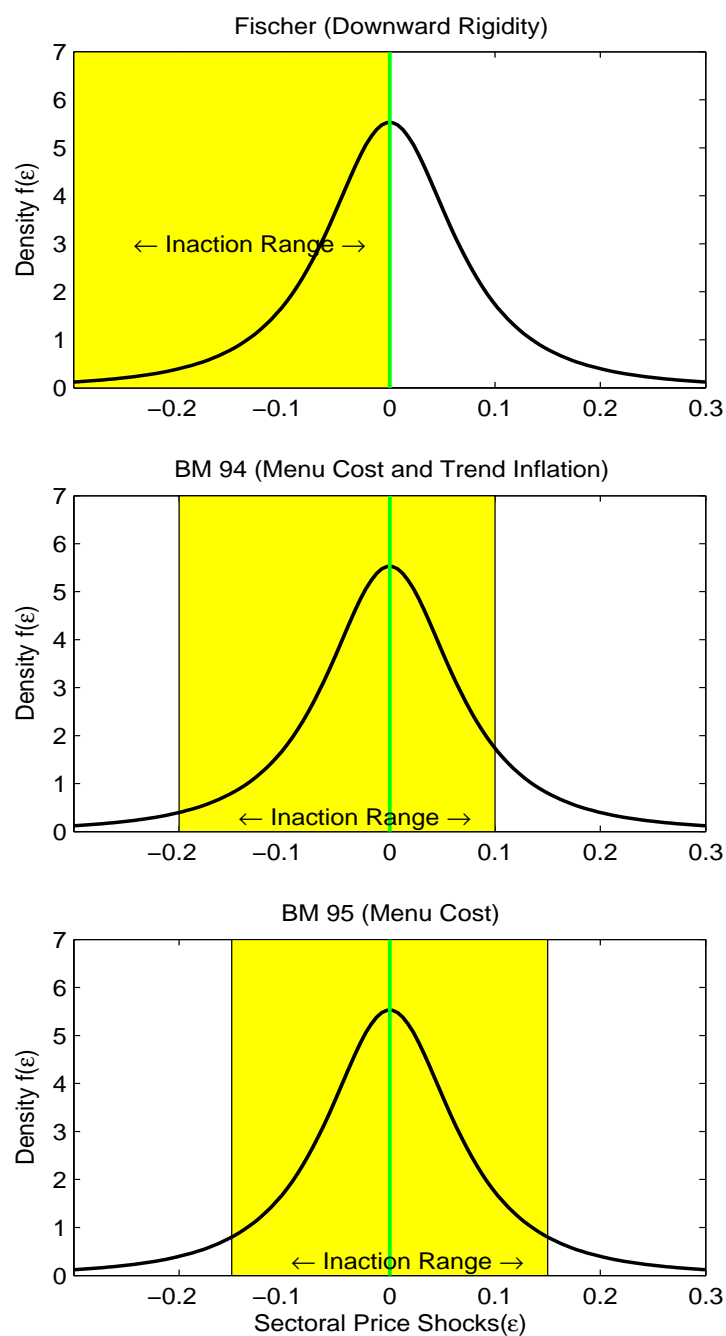 Fischer (Downward Rigidity)
7
6
5
4
3
2
1
0
Density f(ε)
← Inaction Range →
−0.2 −0.1 0 0.1 0.2 0.3
BM 94 (Menu Cost and Trend Inflation)
7
6
5
4
3
2
1
0
Density f(ε)
← Inaction Range →
−0.2 −0.1 0 0.1 0.2 0.3
BM 95 (Menu Cost)
7
6
5
4
3
2
1
0
Density f(ε)
← Inaction Range →
−0.2 −0.1 0 0.1 0.2 0.3
Sectoral Price Shocks(ε)